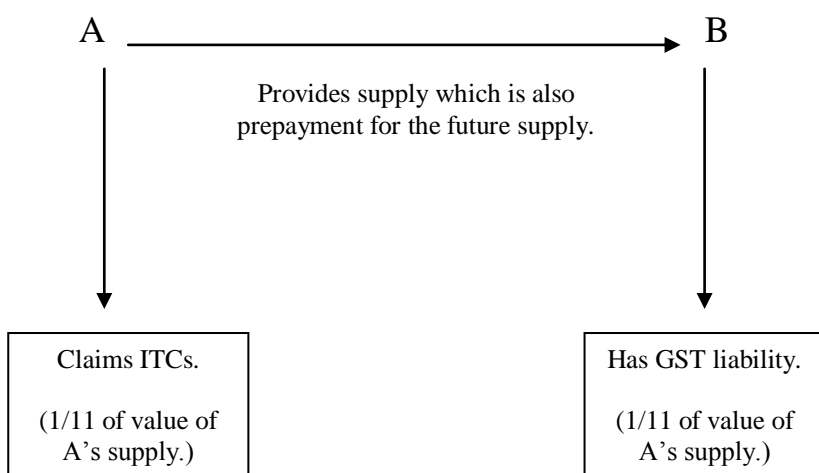 A
B
Provides supply which is also
prepayment for the future supply.
Claims ITCs.
(1/11 of value of
A's supply.)
Has GST liability.
(1/11 of value of
A's supply.)